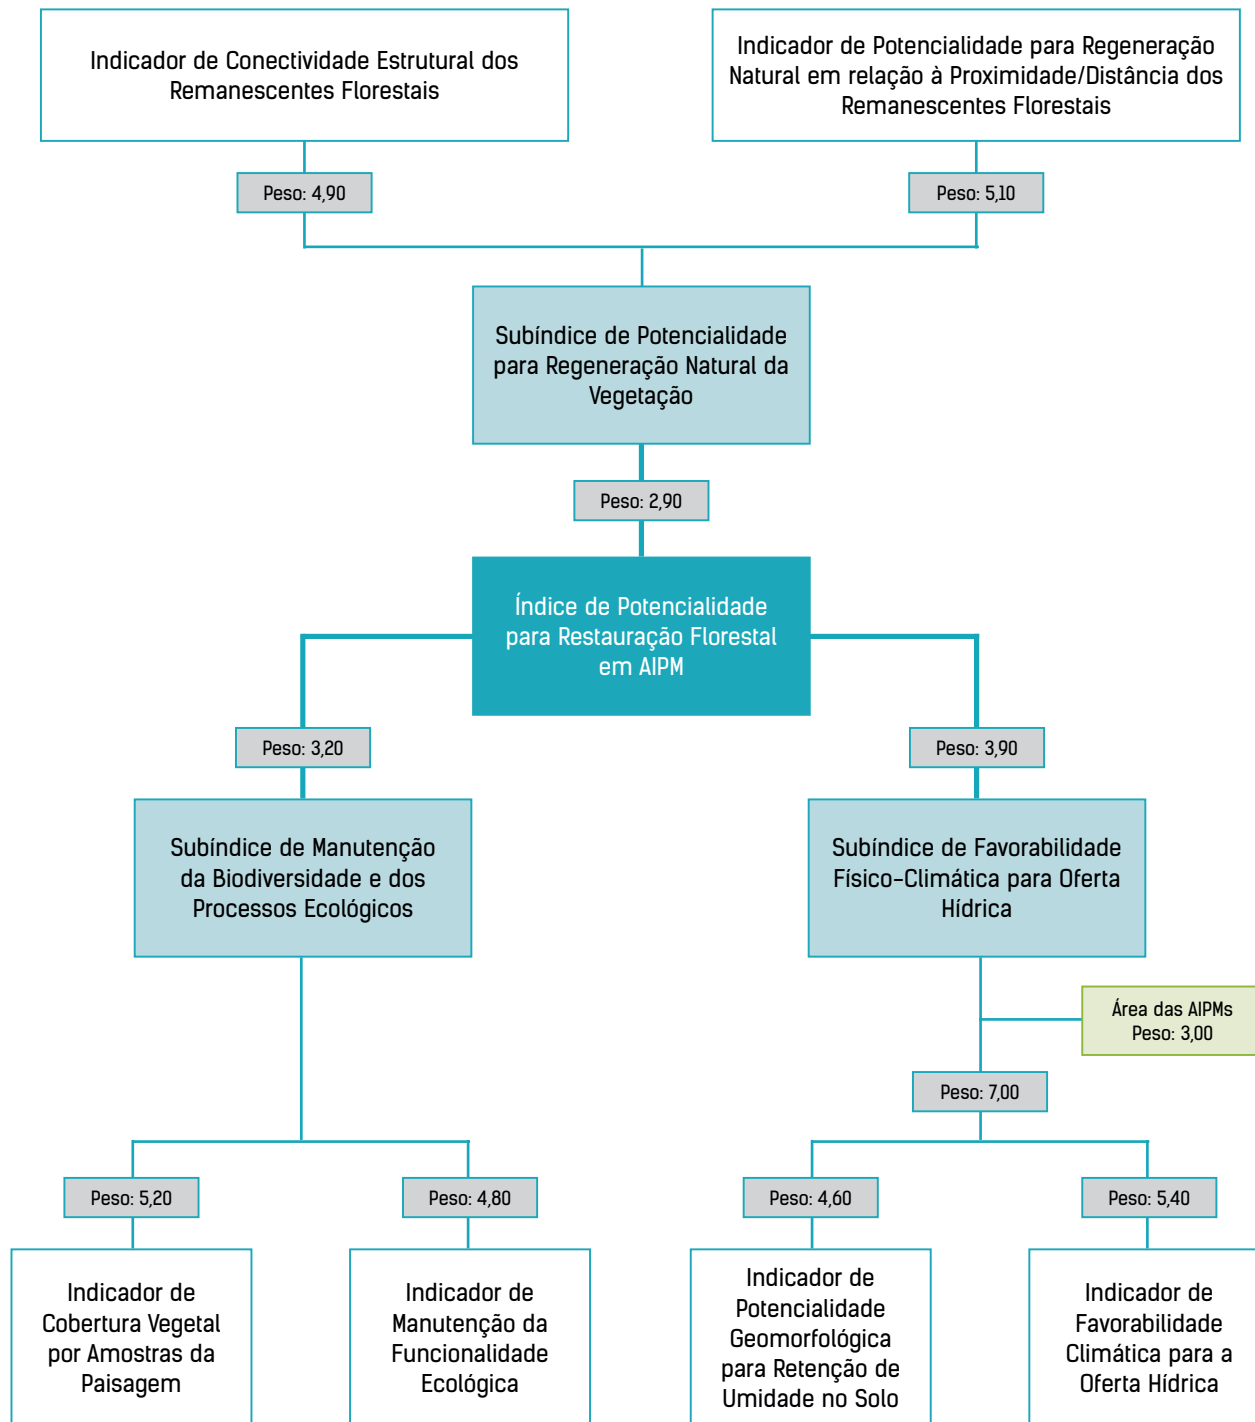 Indicador de Conectividade Estrutural dos
Remanescentes Florestais
Indicador de Potencialidade para Regeneração
Natural em relação à Proximidade/Distância dos
Remanescentes Florestais
Peso: 4,90
Peso: 5,10
Subíndice de Potencialidade
para Regeneração Natural da
Vegetação
Peso: 2,90
Índice de Potencialidade
para Restauração Florestal
em AIPM
Peso: 3,20
Peso: 3,90
Subíndice de Manutenção
da Biodiversidade e dos
Processos Ecológicos
Subíndice de Favorabilidade
Físico-Climática para Oferta
Hídrica
Área das AIPMs
Peso: 3,00
Peso: 7,00
Peso: 5,20
Peso: 4,80
Peso: 4,60
Peso: 5,40
Indicador de
Cobertura Vegetal
por Amostras da
Paisagem
Indicador de
Manutenção da
Funcionalidade
Ecológica
Indicador de
Potencialidade
Geomorfológica
para Retenção de
Umidade no Solo
Indicador de
Favorabilidade
Climática para a
Oferta Hídrica